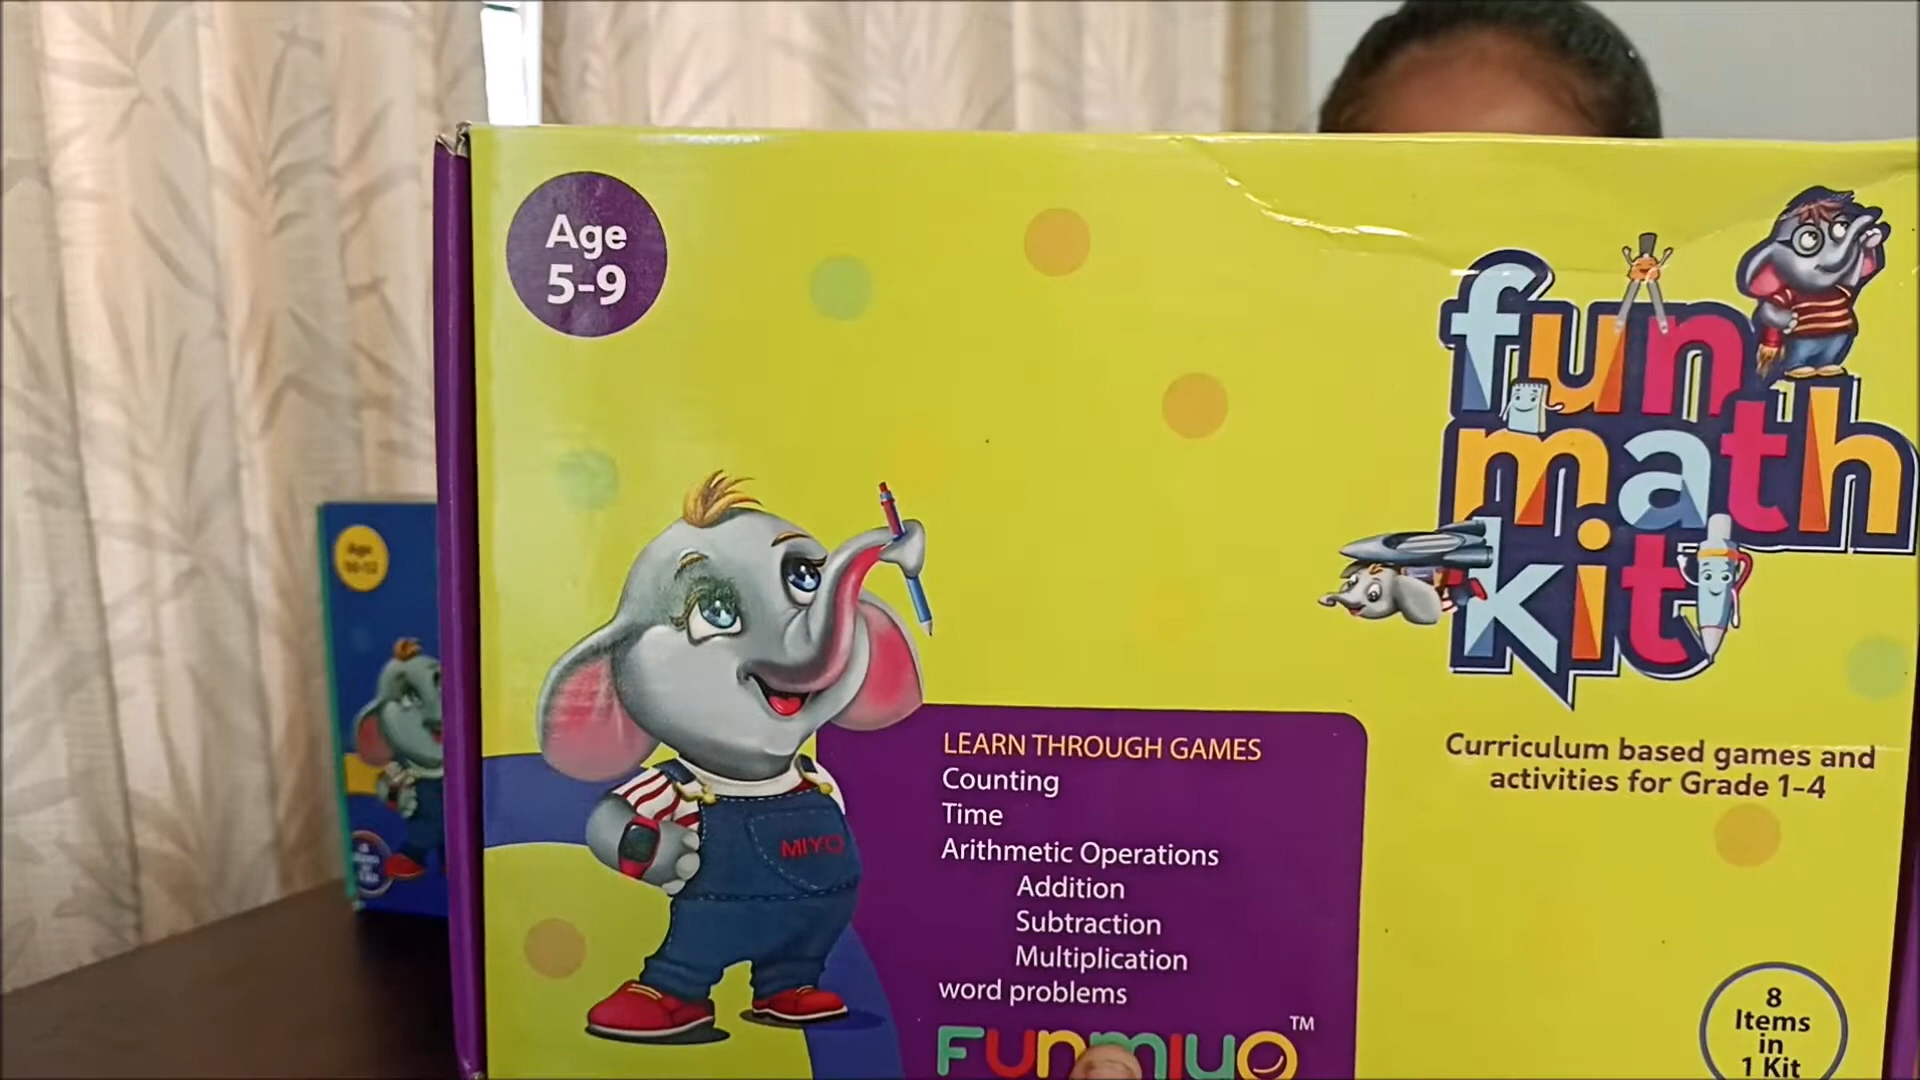 Age
5-9
fun
math
kit
MIYO
LEARN THROUGH GAMES
Counting
Time
Arithmetic Operations
Addition
Subtraction
Multiplication
word problems
FUNMIYO™
Curriculum based games and
activities for Grade 1-4
8
Items
in
1 Kit
Age